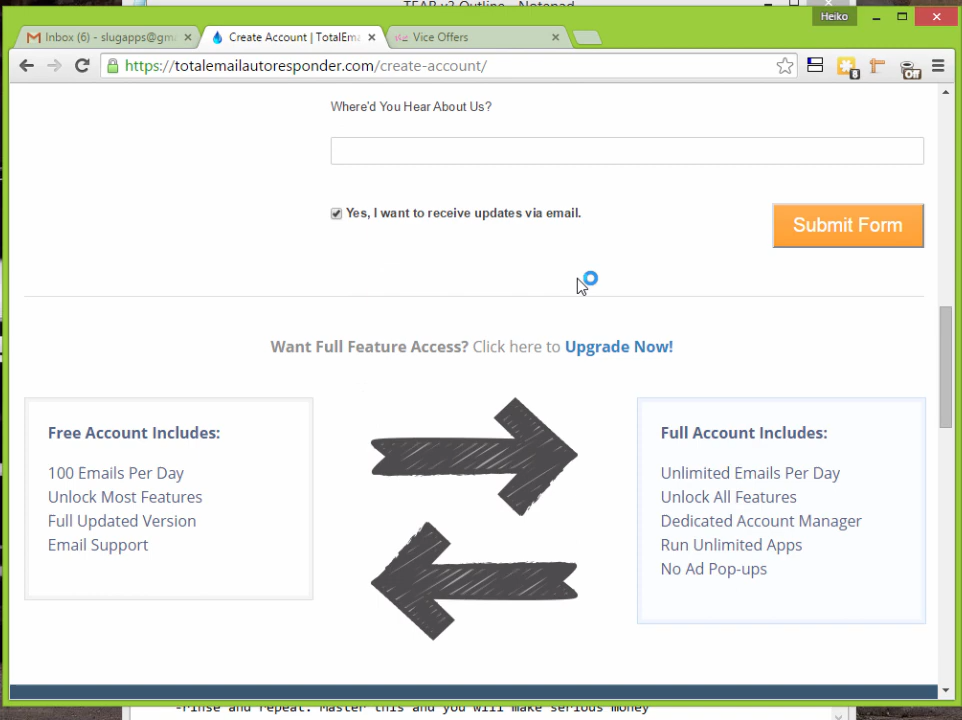 TEAR v3 Outline - Notepad
Heiko
Inbox (6) - slugapps@gm
Create Account | TotalEma
Vice Offers
https://totalemailautoresponder.com/create-account/
8
Off
Where'd You Hear About Us?
Yes, I want to receive updates via email.
Submit Form
Want Full Feature Access? Click here to Upgrade Now!
Free Account Includes:
100 Emails Per Day
Unlock Most Features
Full Updated Version
Email Support
Full Account Includes:
Unlimited Emails Per Day
Unlock All Features
Dedicated Account Manager
Run Unlimited Apps
No Ad Pop-ups
-rinse and repeat. Master this and you will make serious money